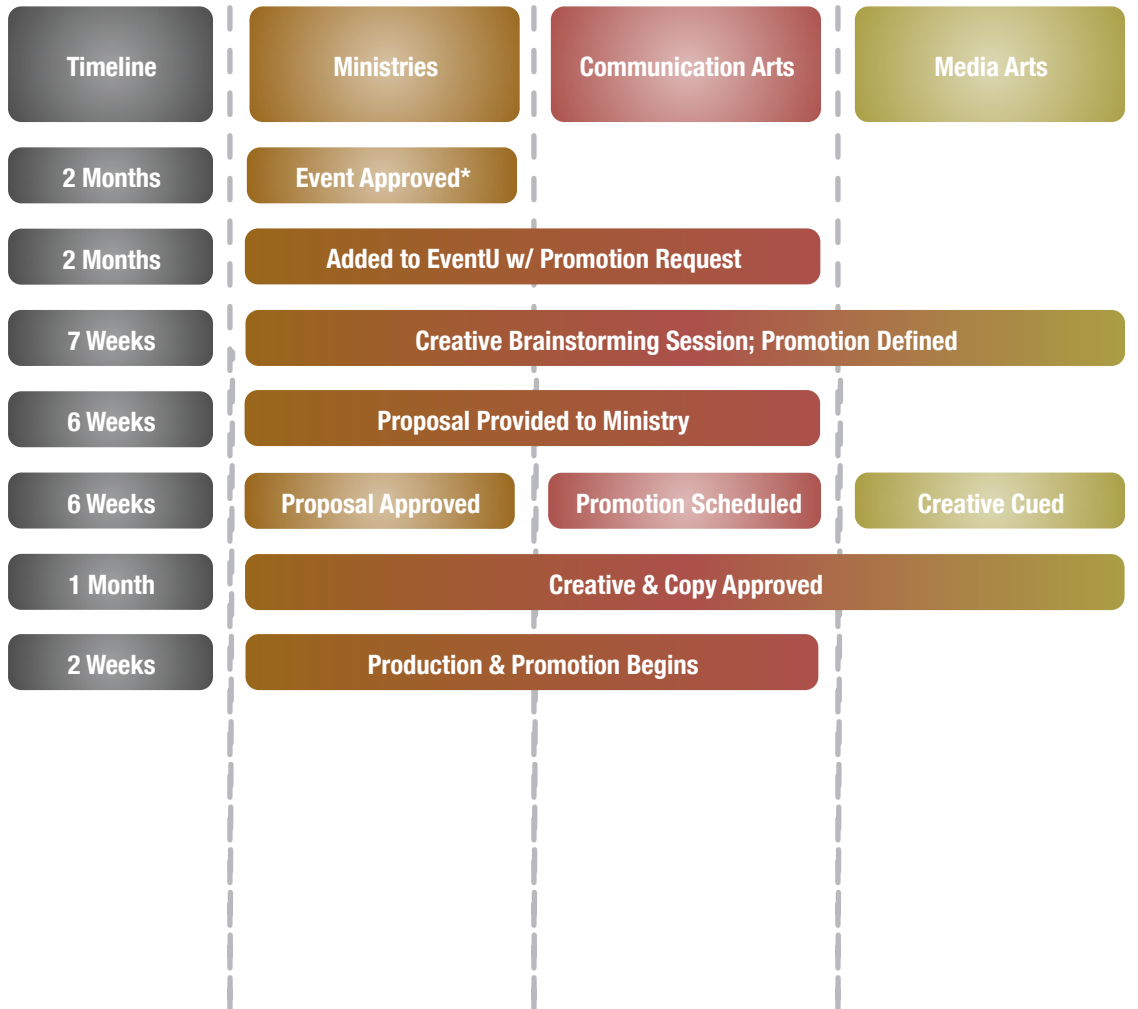 Timeline Ministries Communication Arts Media Arts
2 Months Event Approved*
2 Months Added to EventU w/ Promotion Request
7 Weeks Creative Brainstorming Session; Promotion Defined
6 Weeks Proposal Provided to Ministry
6 Weeks Proposal Approved Promotion Scheduled Creative Cued
1 Month Creative & Copy Approved
2 Weeks Production & Promotion Begins